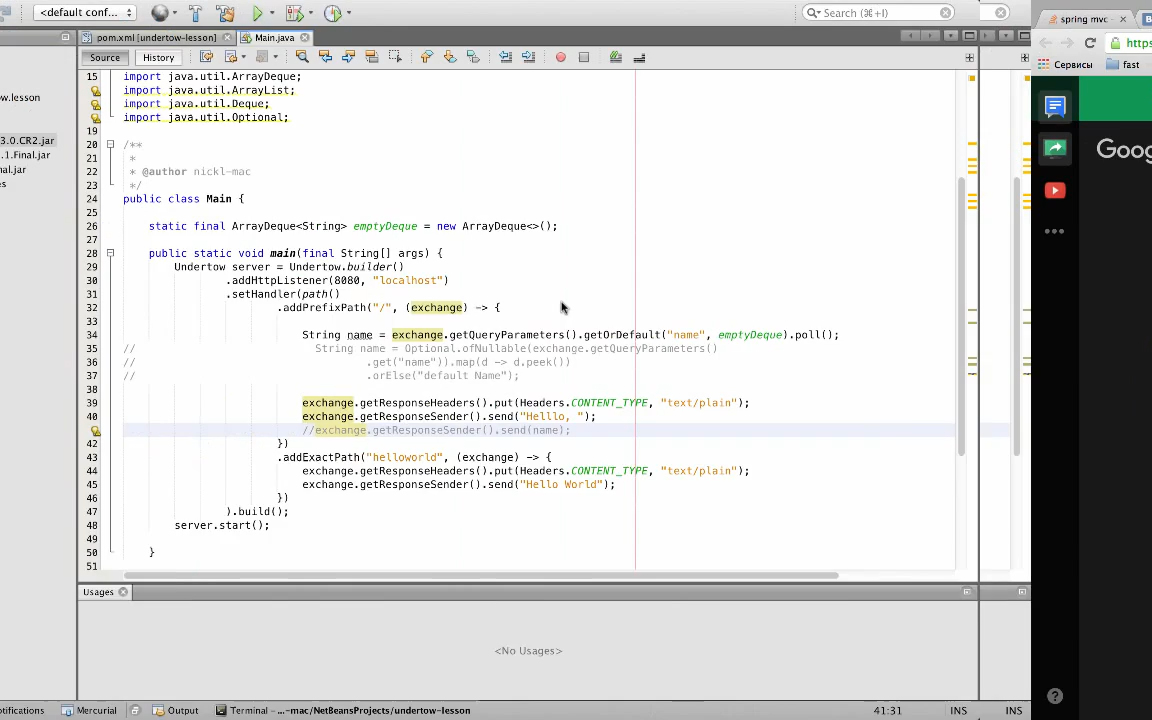 <default conf...
Search (⌘+I)
spring mvc -
pom.xml [undertow-lesson]
Main.java
https
Source
History
Сервисы
fast
15 import java.util.ArrayDeque;
import java.util.ArrayList;
import java.util.Deque;
import java.util.Optional;
19
20 /**
21 *
22 * @author nickl-mac
23 */
24 public class Main {
25
26 static final ArrayDeque<String> emptyDeque = new ArrayDeque<>();
27
28 public static void main(final String[] args) {
29 Undertow server = Undertow.builder()
30 .addHttpListener(8080, "localhost")
31 .setHandler(path()
32 .addPrefixPath("/", (exchange) -> {
33
34 String name = exchange.getQueryParameters().getOrDefault("name", emptyDeque).poll();
35 // String name = Optional.ofNullable(exchange.getQueryParameters()
36 // .get("name")).map(d -> d.peek())
37 // .orElse("default Name");
38
39 exchange.getResponseHeaders().put(Headers.CONTENT_TYPE, "text/plain");
40 exchange.getResponseSender().send("Helllo, ");
//exchange.getResponseSender().send(name);
42 })
43 .addExactPath("helloworld", (exchange) -> {
44 exchange.getResponseHeaders().put(Headers.CONTENT_TYPE, "text/plain");
45 exchange.getResponseSender().send("Hello World");
46 })
47 ).build();
48 server.start();
49
50 }
51
w.lesson
3.0.CR2.jar
.1.Final.jar
nal.jar
s
Goog
Usages
<No Usages>
otifications
Mercurial
Output
Terminal - ...-mac/NetBeansProjects/undertow-lesson
41:31
INS
INS